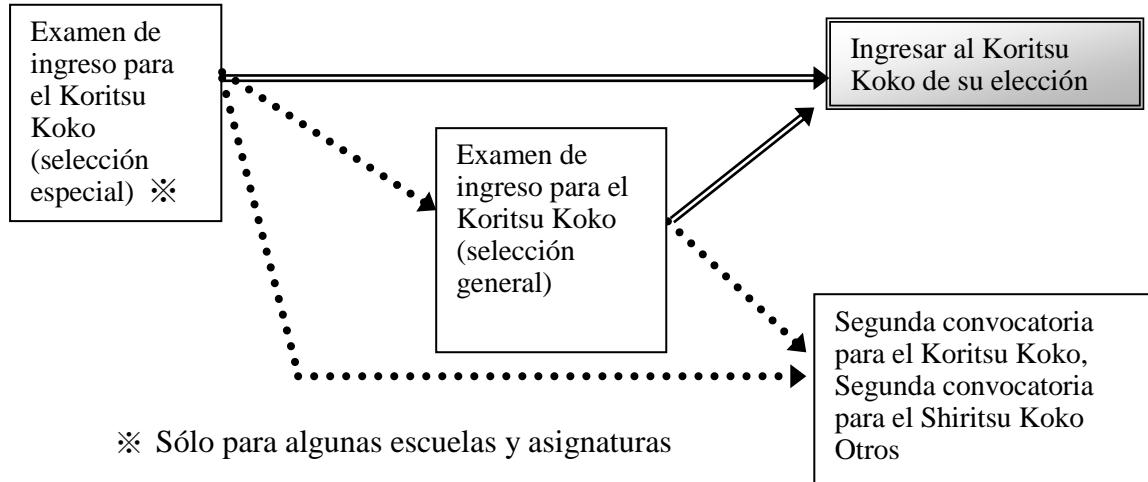 Examen de
ingreso para
el Koritsu
Koko
(selección
especial) ※
Ingresar al Koritsu
Koko de su elección
Examen de
ingreso para el
Koritsu Koko
(selección
general)
Segunda convocatoria
para el Koritsu Koko,
Segunda convocatoria
para el Shiritsu Koko
Otros
※ Sólo para algunas escuelas y asignaturas